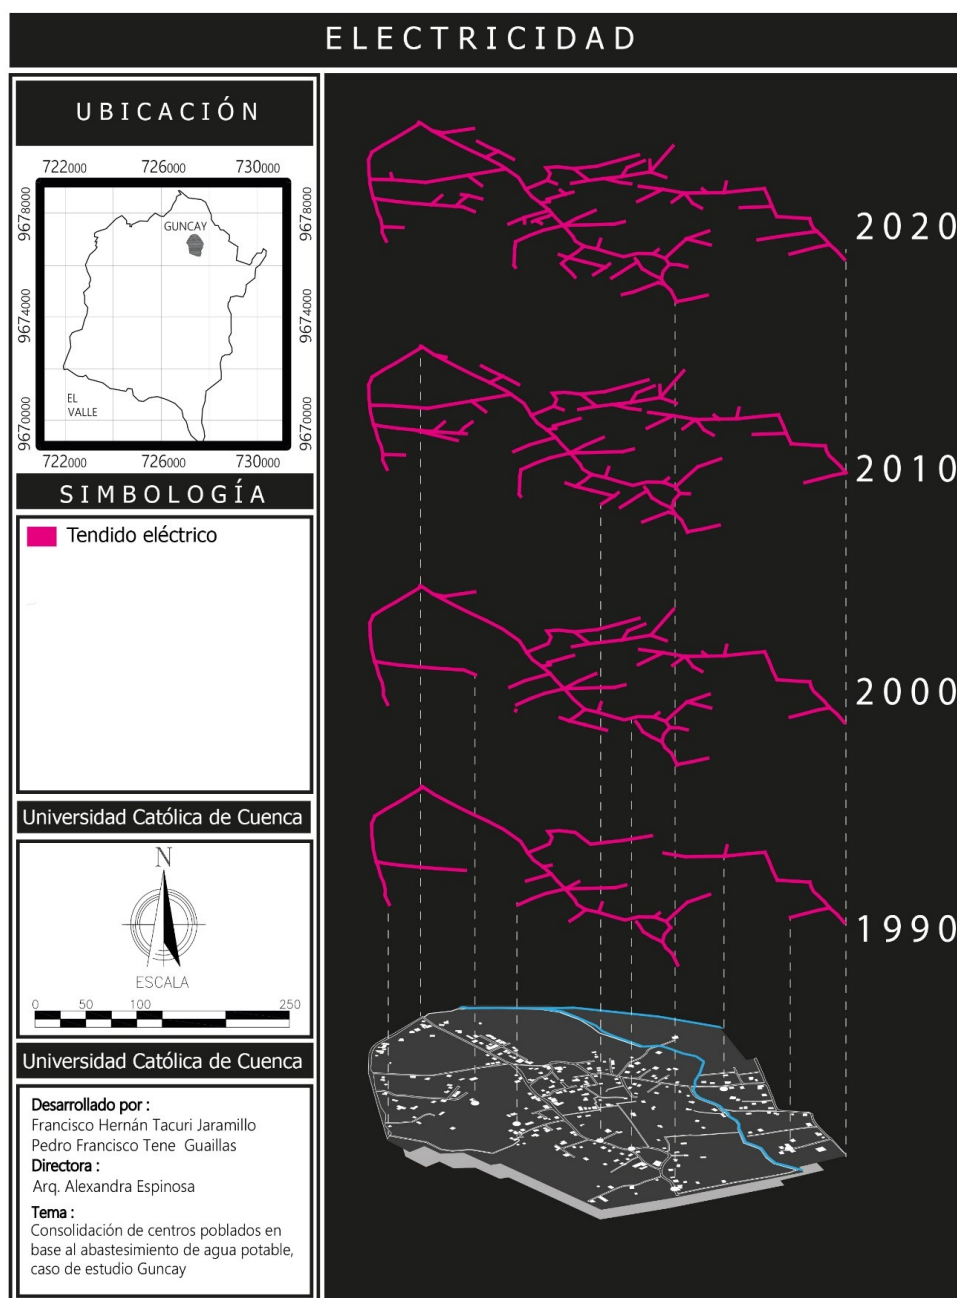 ELECTRICIDAD
UBICACIÓN
722000 726000 730000
9678000
9674000
9670000
9678000
9674000
9670000
GUNCAY
EL
VALLE
722000 726000 730000
SIMBOLOGÍA
Tendido eléctrico
Universidad Católica de Cuenca
N
ESCALA
0 50 100 250
Universidad Católica de Cuenca
Desarrollado por :
Francisco Hernán Tacuri Jaramillo
Pedro Francisco Tene Guaillas
Directora :
Arq. Alexandra Espinosa
Tema :
Consolidación de centros poblados en
base al abastesimiento de agua potable,
caso de estudio Guncay
2020
2010
2000
1990